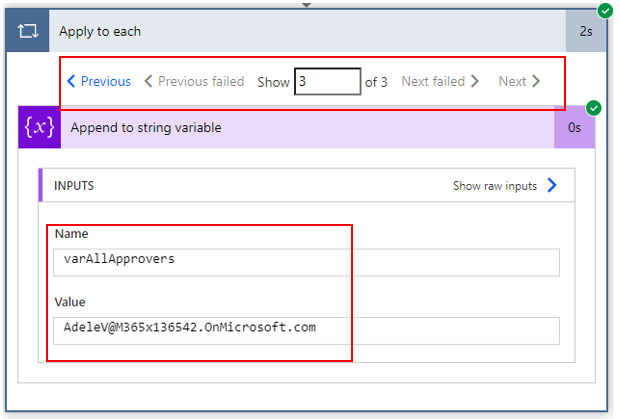 Apply to each 2s
Previous Previous failed Show 3 of 3 Next failed Next
{x} Append to string variable 0s
INPUTS Show raw inputs
Name
varAllApprovers
Value
AdeleV@M365x136542.OnMicrosoft.com